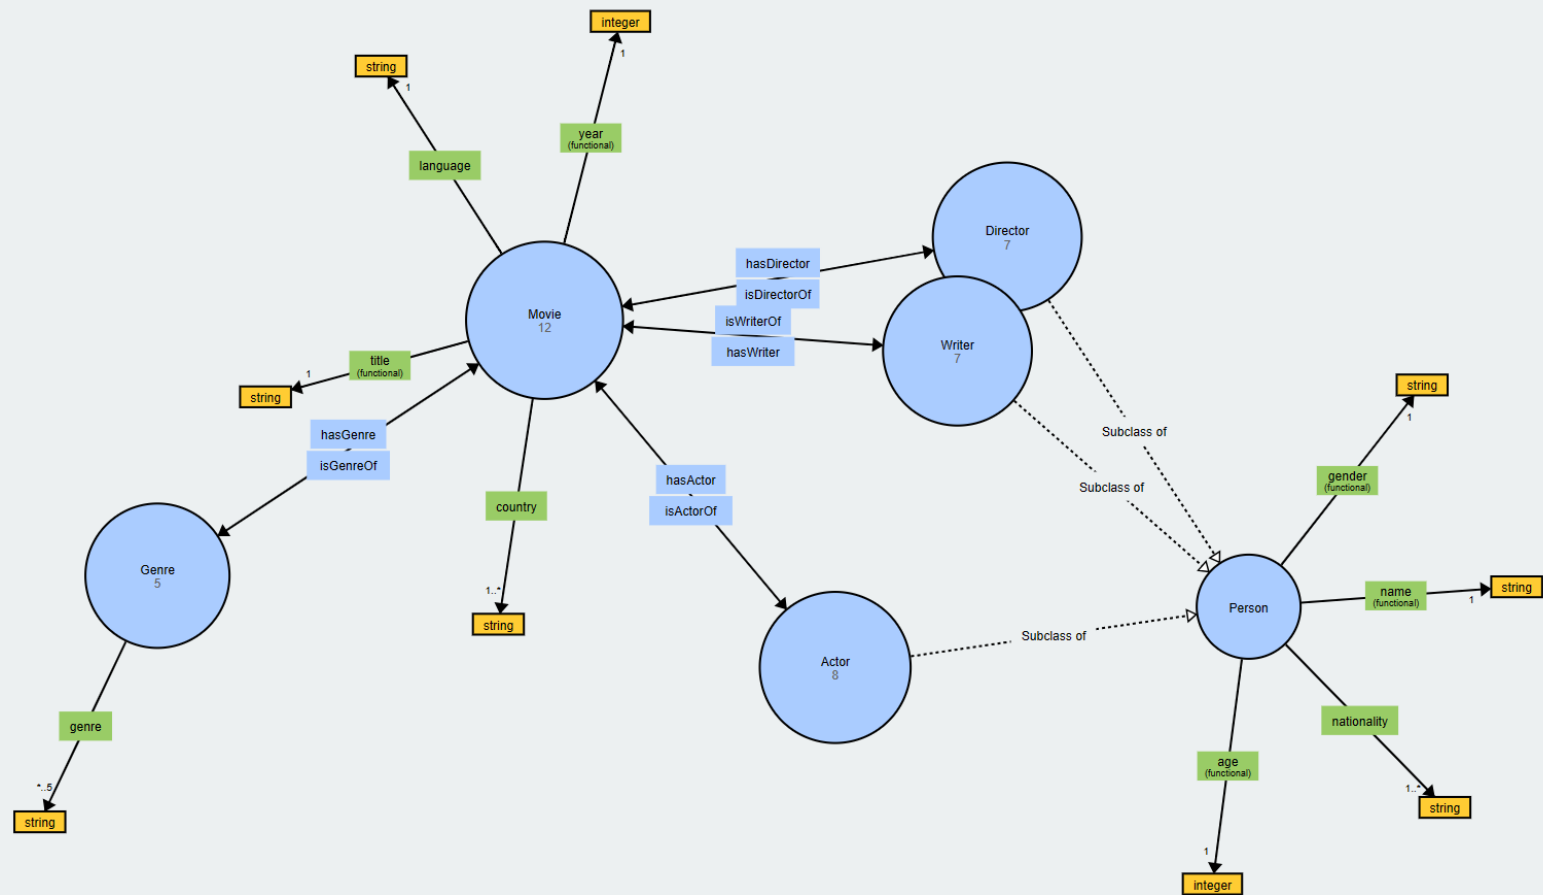 integer
1
string
1
year
(functional)
language
Director
7
hasDirector
isDirectorOf
Movie
12
isWriterOf
hasWriter
Writer
7
title
(functional)
1
string
string
1
hasGenre
isGenreOf
Subclass of
hasActor
isActorOf
Subclass of
gender
(functional)
country
Genre
5
1..*
string
name
(functional)
1
string
Person
Subclass of
Actor
8
genre
nationality
age
(functional)
*..5
string
1..*
string
1
integer